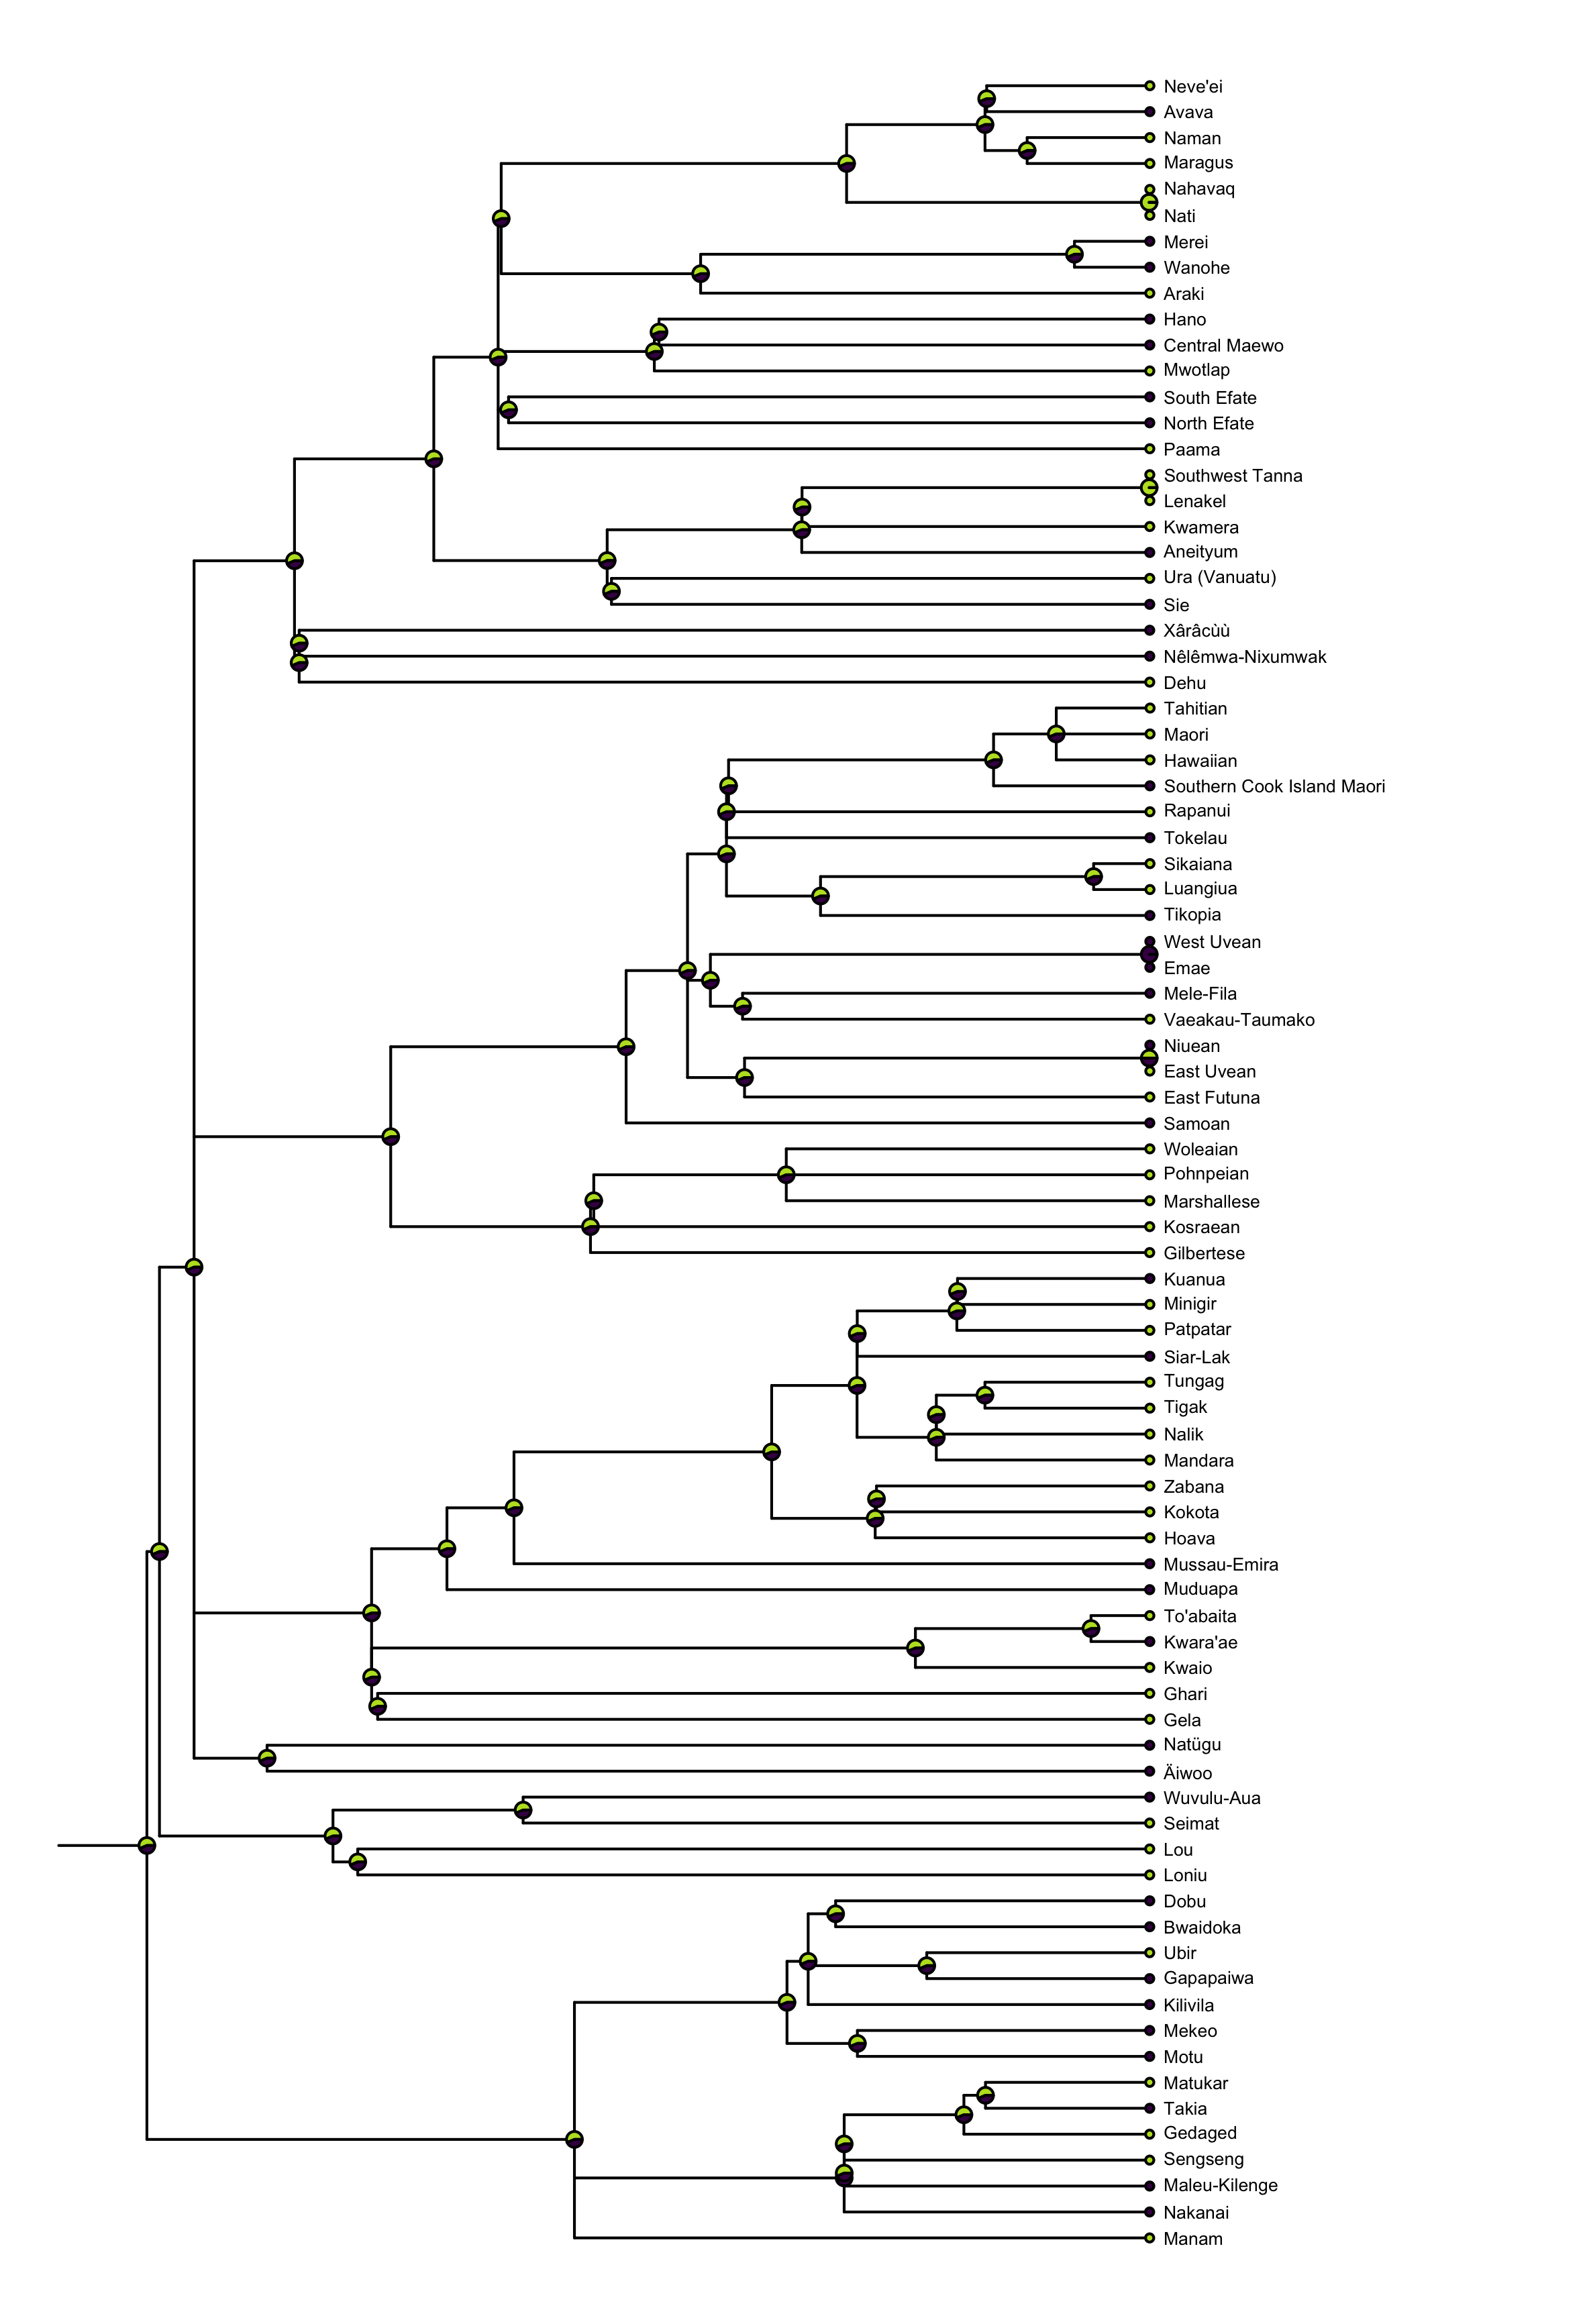 Neve'ei
Avava
Naman
Maragus
Nahavaq
Nati
Merei
Wanohe
Araki
Hano
Central Maewo
Mwotlap
South Efate
North Efate
Paama
Southwest Tanna
Lenakel
Kwamera
Aneityum
Ura (Vanuatu)
Sie
Xârâcùù
Nêlêmwa-Nixumwak
Dehu
Tahitian
Maori
Hawaiian
Southern Cook Island Maori
Rapanui
Tokelau
Sikaiana
Luangiua
Tikopia
West Uvean
Emae
Mele-Fila
Vaeakau-Taumako
Niuean
East Uvean
East Futuna
Samoan
Woleaian
Pohnpeian
Marshallese
Kosraean
Gilbertese
Kuanua
Minigir
Patpatar
Siar-Lak
Tungag
Tigak
Nalik
Mandara
Zabana
Kokota
Hoava
Mussau-Emira
Muduapa
To'abaita
Kwara'ae
Kwaio
Ghari
Gela
Natügu
Äiwoo
Wuvulu-Aua
Seimat
Lou
Loniu
Dobu
Bwaidoka
Ubir
Gapapaiwa
Kilivila
Mekeo
Motu
Matukar
Takia
Gedaged
Sengseng
Maleu-Kilenge
Nakanai
Manam